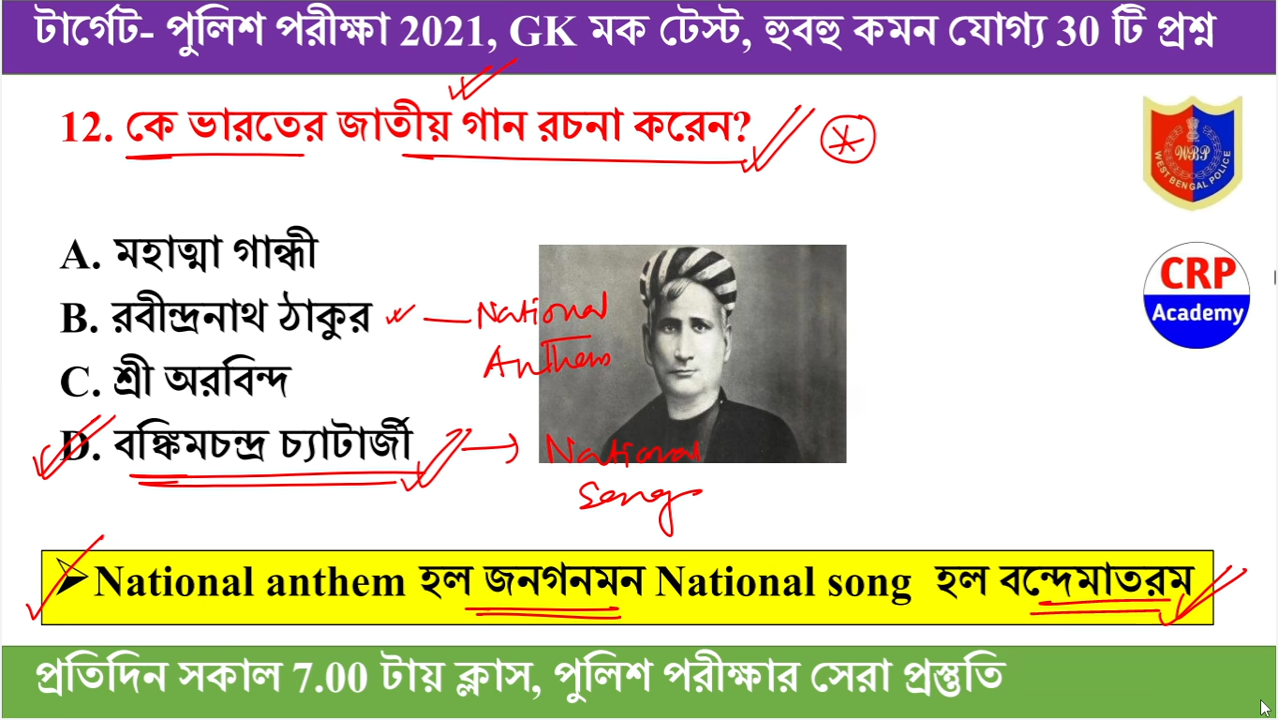 টার্গেট- পুলিশ পরীক্ষা 2021, GK মক টেস্ট, হুবহু কমন যোগ্য 30 টি প্রশ্ন
12. কে ভারতের জাতীয় গান রচনা করেন?
A. মহাত্মা গান্ধী
B. রবীন্দ্রনাথ ঠাকুর
National
Anthem
C. শ্রী অরবিন্দ
D. বঙ্কিমচন্দ্র চ্যাটার্জী
National
Song
WBP
WEST BENGAL POLICE
CRP
Academy
➢National anthem হল জনগনমন National song হল বন্দেমাতরম
প্রতিদিন সকাল 7.00 টায় ক্লাস, পুলিশ পরীক্ষার সেরা প্রস্তুতি